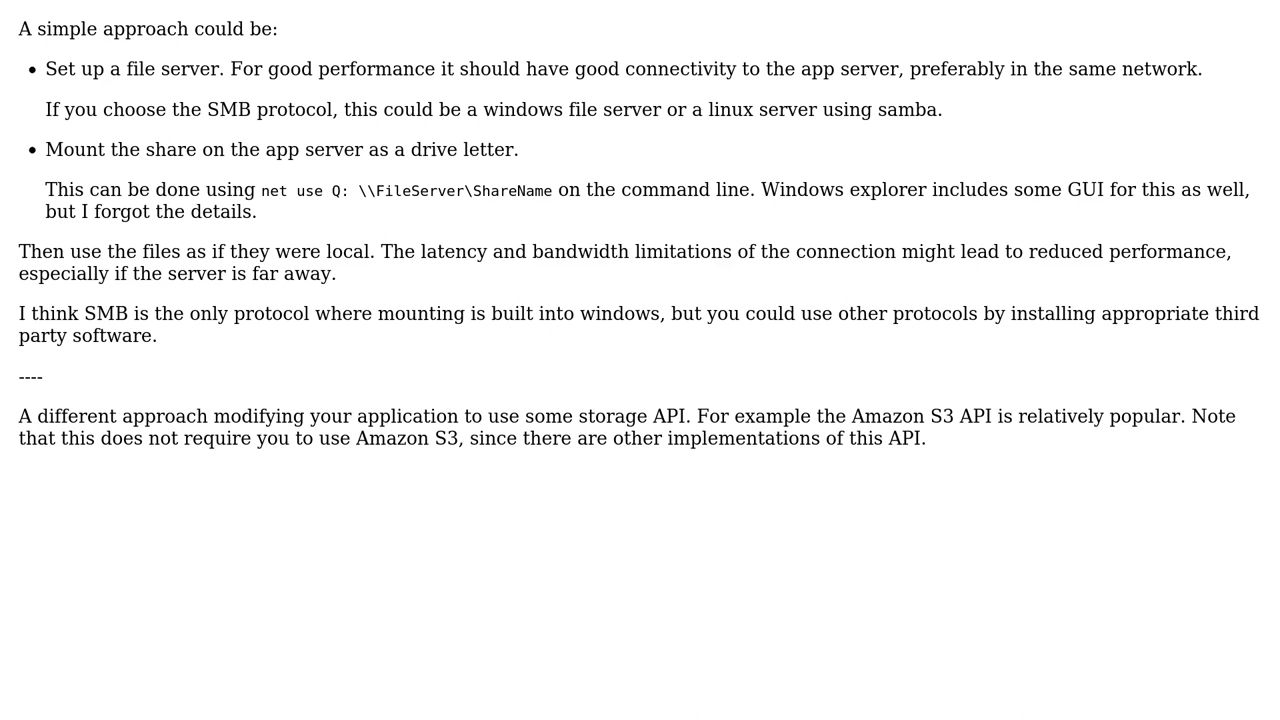 A simple approach could be:
• Set up a file server. For good performance it should have good connectivity to the app server, preferably in the same network.
If you choose the SMB protocol, this could be a windows file server or a linux server using samba.
• Mount the share on the app server as a drive letter.
This can be done using net use Q: \\FileServer\ShareName on the command line. Windows explorer includes some GUI for this as well,
but I forgot the details.
Then use the files as if they were local. The latency and bandwidth limitations of the connection might lead to reduced performance,
especially if the server is far away.
I think SMB is the only protocol where mounting is built into windows, but you could use other protocols by installing appropriate third
party software.
----
A different approach modifying your application to use some storage API. For example the Amazon S3 API is relatively popular. Note
that this does not require you to use Amazon S3, since there are other implementations of this API.